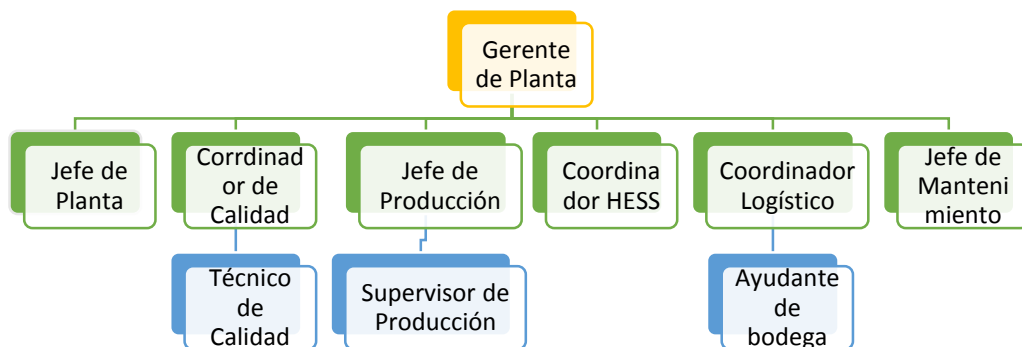 Gerente
de Planta
Jefe de
Planta
Corrdinad
or de
Calidad
Jefe de
Producción
Coordina
dor HESS
Coordinador
Logístico
Jefe de
Manteni
miento
Técnico
de
Calidad
Supervisor de
Producción
Ayudante
de
bodega